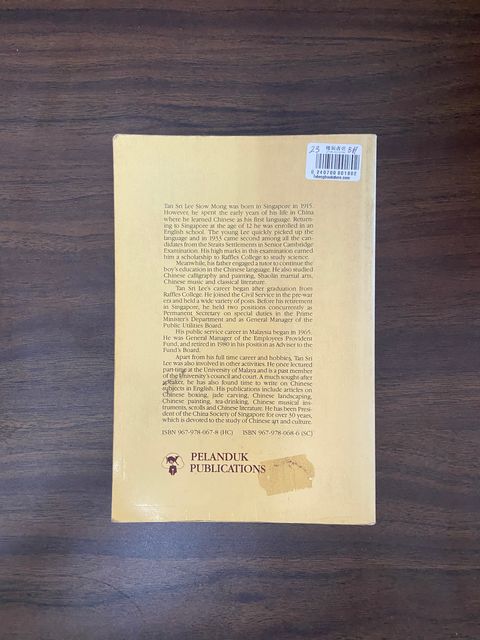 23
0 240700 001802
Tan Sri Lee Siow Mong was born in Singapore in 1915.
However, he spent the early years of his life in China
where he learned Chinese as his first language. Return-
ing to Singapore at the age of 12 he was enrolled in an
English school. The young Lee quickly picked up the
language and in 1933 came second among all the can-
didates from the Straits Settlements in Senior Cambridge
Examination. His high marks in this examination earned
him a scholarship to Raffles College to study science.
Meanwhile, his father engaged a tutor to continue the
boy's education in the Chinese language. He also studied
Chinese calligraphy and painting, Shaolin martial arts,
Chinese music and classical literature.
Tan Sri Lee's career began after graduation from
Raffles College. He joined the Civil Service in the pre-war
era and held a wide variety of posts. Before his retirement
in Singapore, he held two positions concurrently as
Permanent Secretary on special duties in the Prime
Minister's Department and as General Manager of the
Public Utilities Board.
His public service career in Malaysia began in 1965.
He was General Manager of the Employees Provident
Fund, and retired in 1980 in his position as Adviser to the
Fund's Board.
Apart from his full time career and hobbies, Tan Sri
Lee was also involved in other activities. He once lectured
part-time at the University of Malaya and is a past member
of the University's council and court. A much sought-after
speaker, he has also found time to write on Chinese
subjects in English. His publications include articles on
Chinese boxing, jade carving, Chinese landscaping,
Chinese painting, tea-drinking, Chinese musical ins-
truments, scrolls and Chinese literature. He has been Presi-
dent of the China Society of Singapore for over 30 years,
which is devoted to the study of Chinese art and culture.
ISBN 967-978-067-8 (HC) ISBN 967-978-068-6 (SC)
PELANDUK
PUBLICATIONS